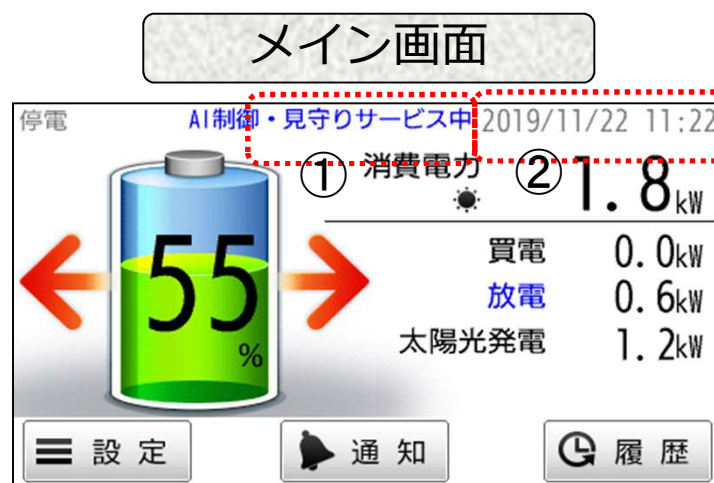 メイン画面
停電 AI制御・見守りサービス中 2019/11/22 11:22
① 消費電力 ② 1.8kW
買電 0.0kW
放電 0.6kW
太陽光発電 1.2kW
55%
設定 通知 履歴